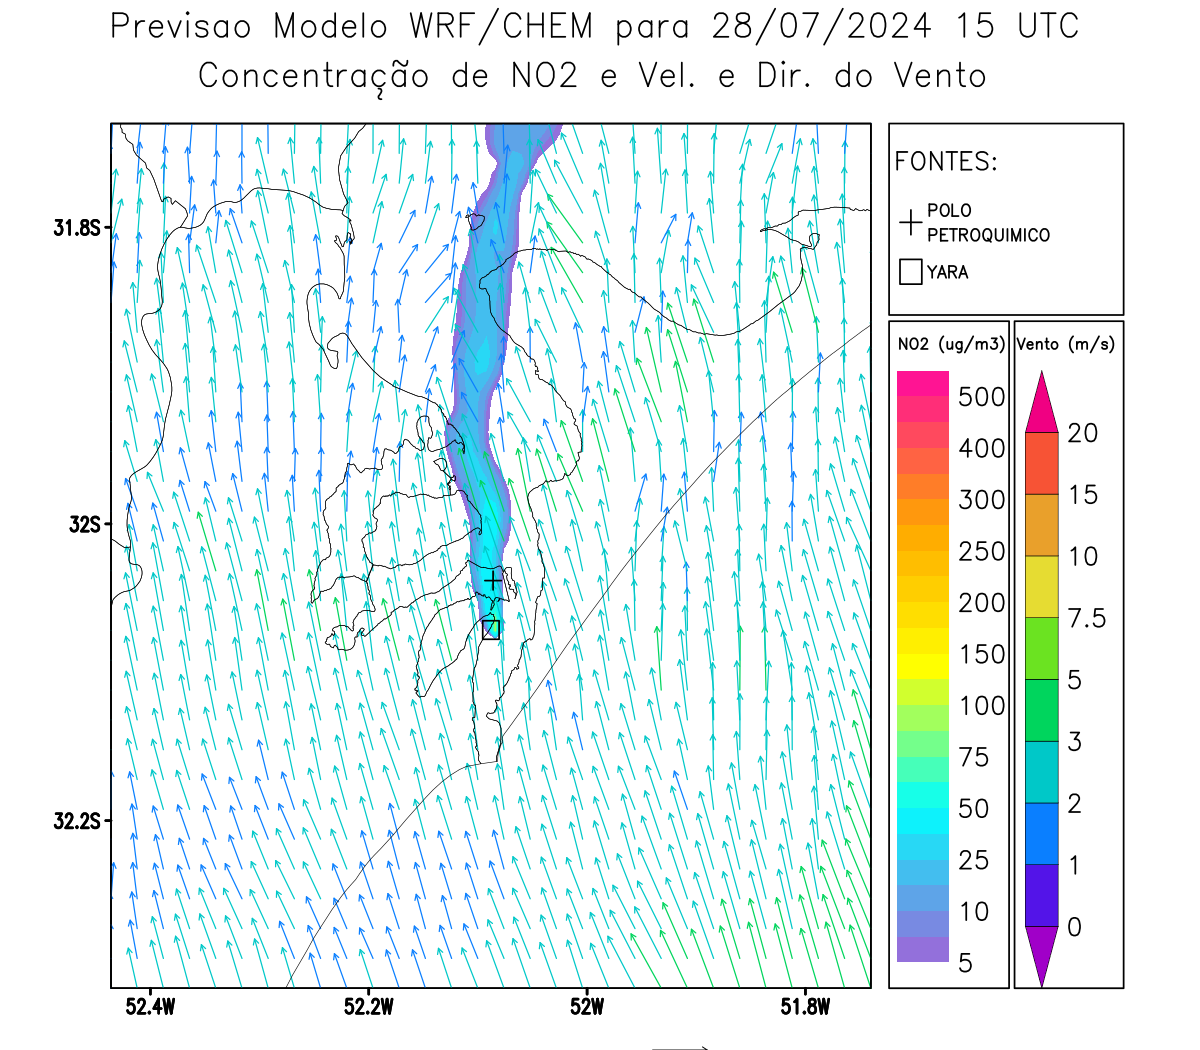 Previsao Modelo WRF/CHEM para 28/07/2024 15 UTC
Concentração de NO2 e Vel. e Dir. do Vento
FONTES:
POLO
PETROQUIMICO
YARA
NO2 (ug/m3)
500
400
300
250
200
150
100
75
50
25
10
5
Vento (m/s)
20
15
10
7.5
5
3
2
1
0
31.8S
32S
32.2S
52.4W
52.2W
52W
51.8W